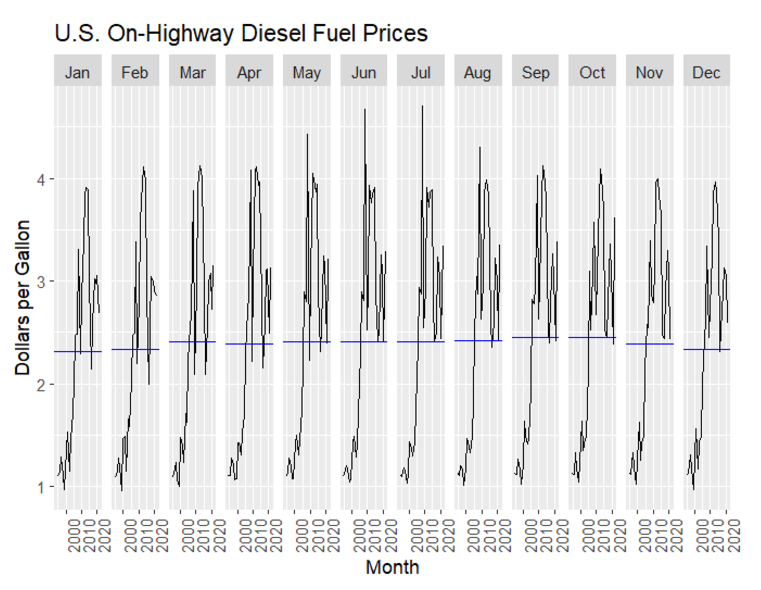 U.S. On-Highway Diesel Fuel Prices
Jan Feb Mar Apr May Jun Jul Aug Sep Oct Nov Dec
Dollars per Gallon
4
3
2
1
2000 2010 2020 2000 2010 2020 2000 2010 2020 2000 2010 2020 2000 2010 2020 2000 2010 2020 2000 2010 2020 2000 2010 2020 2000 2010 2020 2000 2010 2020 2000 2010 2020 2000 2010 2020
Month